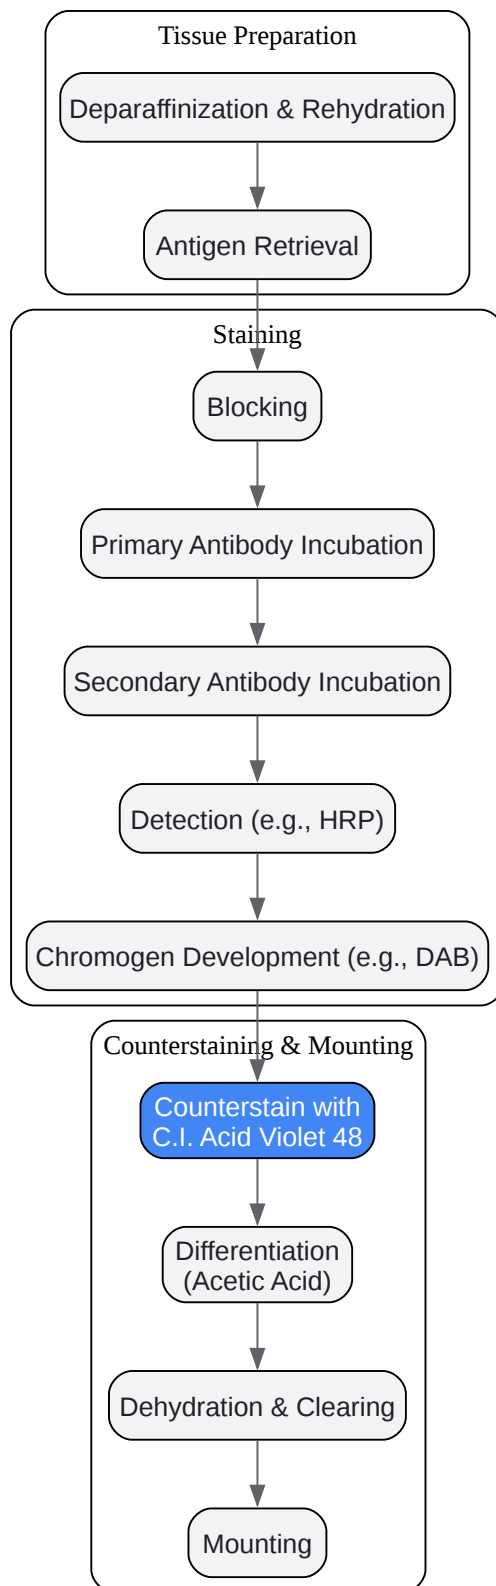 Tissue Preparation
Deparaffinization & Rehydration
Antigen Retrieval
Staining
Blocking
Primary Antibody Incubation
Secondary Antibody Incubation
Detection (e.g., HRP)
Chromogen Development (e.g., DAB)
Counterstaining & Mounting
Counterstain with
C.I. Acid Violet 48
Differentiation
(Acetic Acid)
Dehydration & Clearing
Mounting